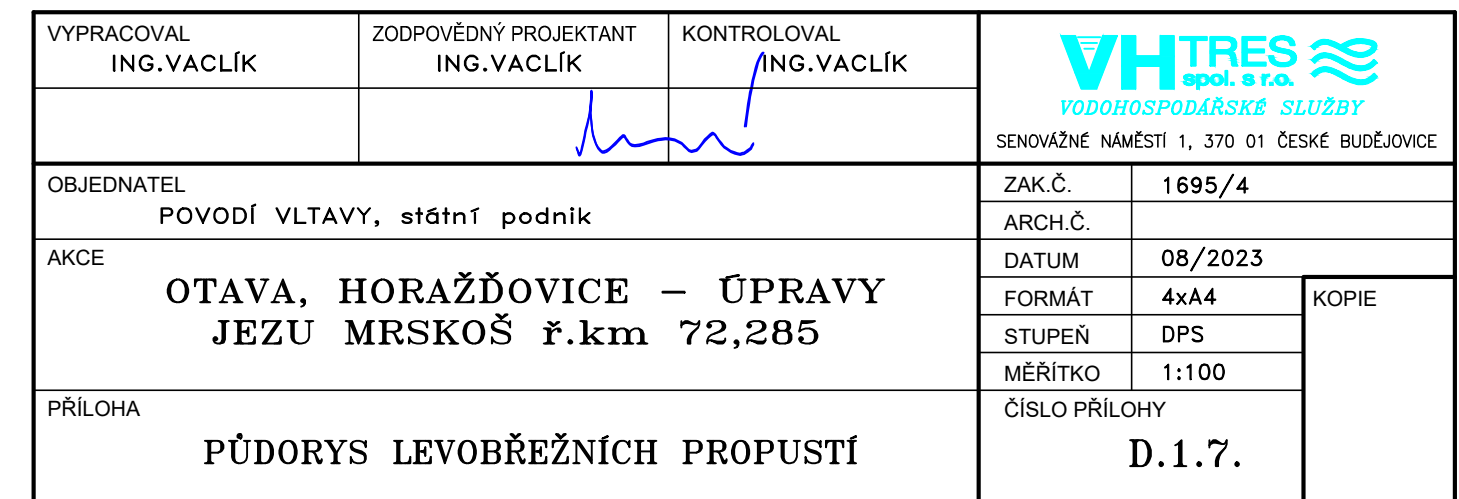 VYPRACOVAL
ING.VACLÍK
ZODPOVĚDNÝ PROJEKTANT
ING.VACLÍK
KONTROLOVAL
ING.VACLÍK
VH TRES
spol. s r.o.
VODOHOSPODÁŘSKÉ SLUŽBY
SENOVÁŽNÉ NÁMĚSTÍ 1, 370 01 ČESKÉ BUDĚJOVICE
OBJEDNATEL
POVODÍ VLTAVY, státní podnik
AKCE
OTAVA, HORAŽĎOVICE – ÚPRAVY
JEZU MRSKOŠ ř.km 72,285
PŘÍLOHA
PŮDORYS LEVOBŘEŽNÍCH PROPUSTÍ
ZAK.Č. 1695/4
ARCH.Č.
DATUM 08/2023
FORMÁT 4xA4
KOPIE
STUPEŇ DPS
MĚŘÍTKO 1:100
ČÍSLO PŘÍLOHY
D.1.7.